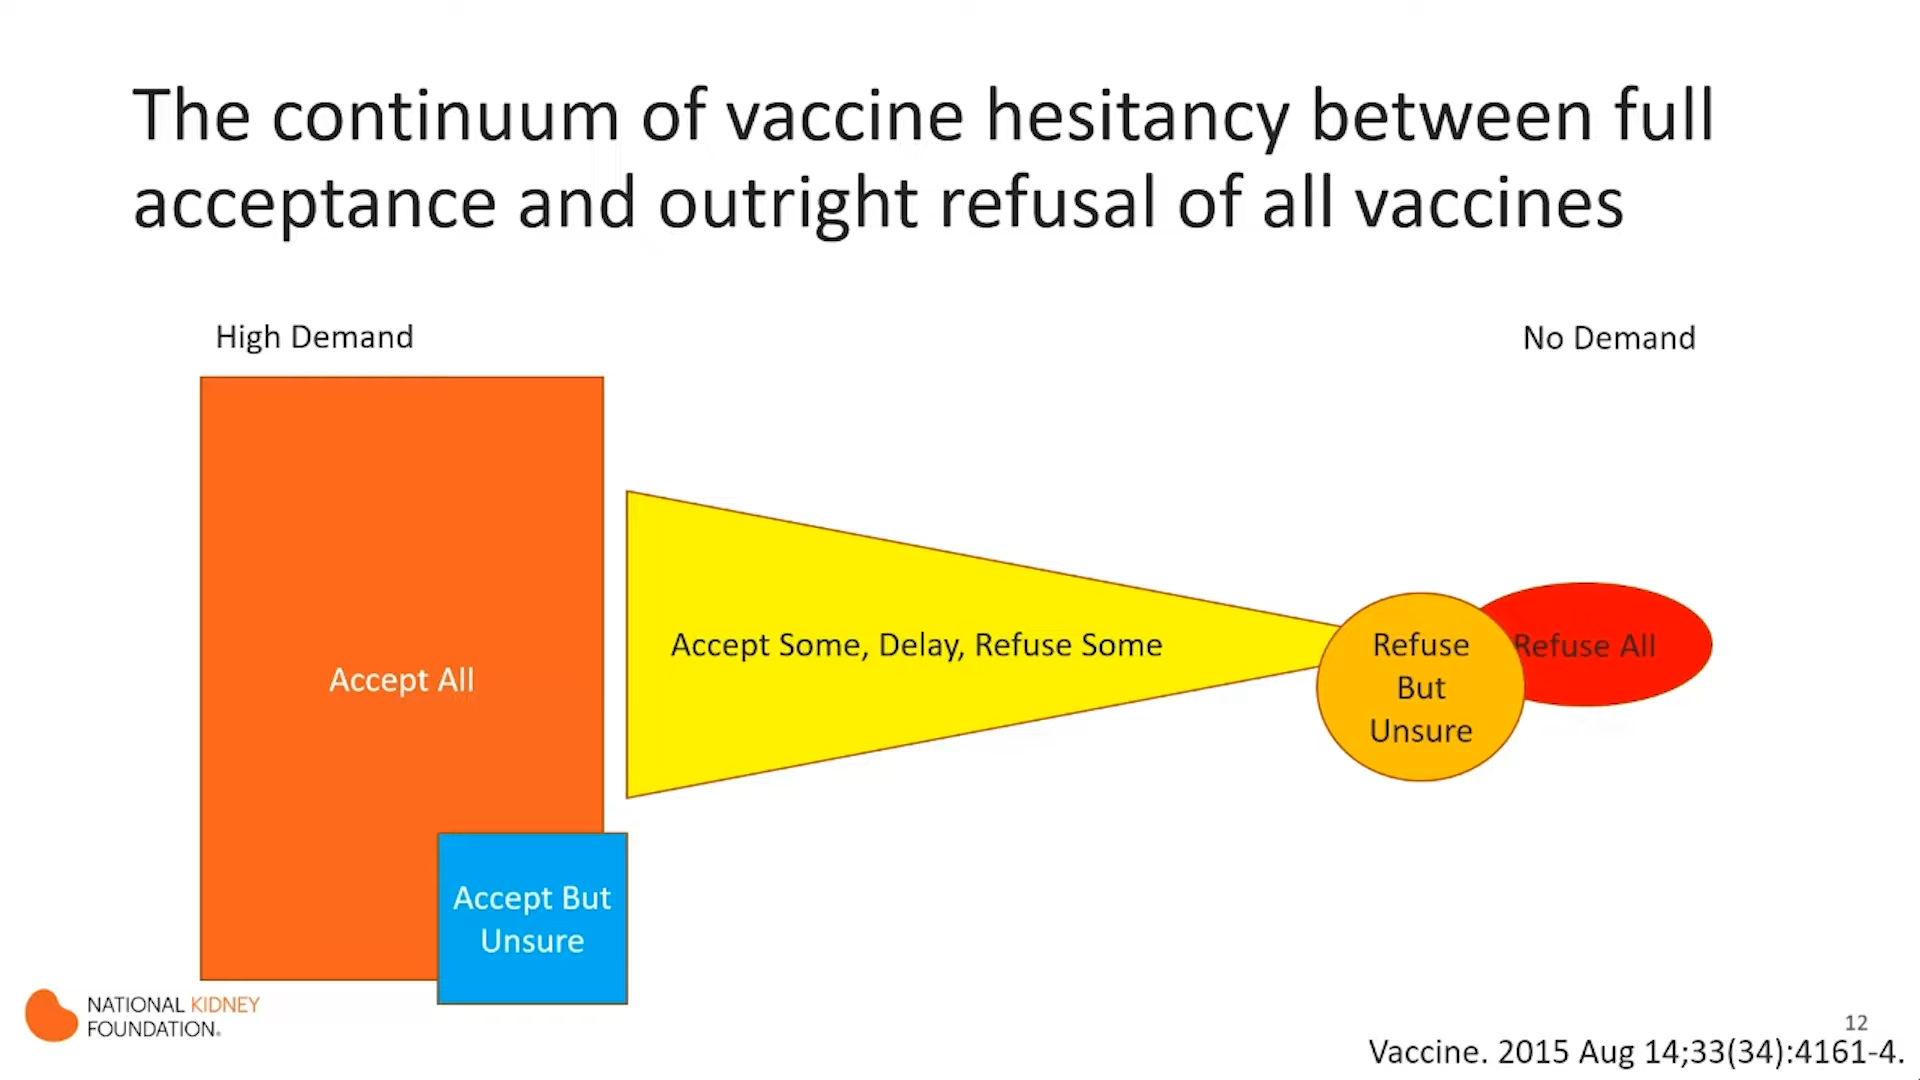 The continuum of vaccine hesitancy between full
acceptance and outright refusal of all vaccines
High Demand
No Demand
Accept All
Accept But
Unsure
Accept Some, Delay, Refuse Some
Refuse
But
Unsure
Refuse All
NATIONAL KIDNEY
FOUNDATION®
12
Vaccine. 2015 Aug 14;33(34):4161-4.